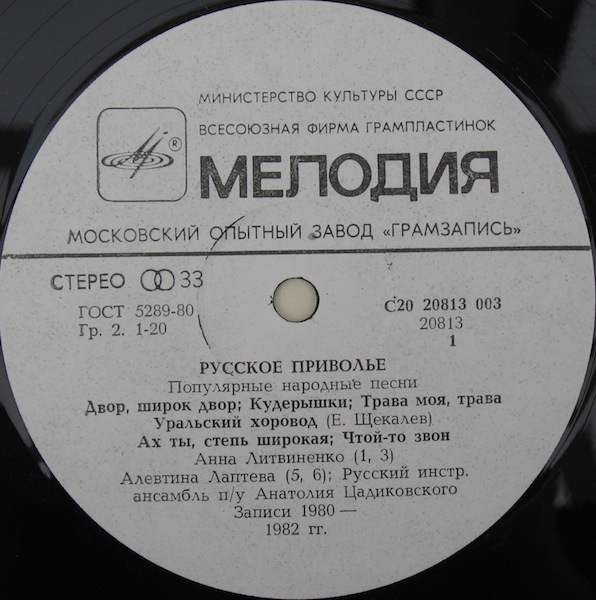 МИНИСТЕРСТВО КУЛЬТУРЫ СССР
ВСЕСОЮЗНАЯ ФИРМА ГРАМПЛАСТИНОК
®
МЕЛОДИЯ
МОСКОВСКИЙ ОПЫТНЫЙ ЗАВОД «ГРАМЗАПИСЬ»
СТЕРЕО 33
ГОСТ 5289-80
Гр. 2. 1-20
С20 20813 003
20813
1
РУССКОЕ ПРИВОЛЬЕ
Популярные народные песни
Двор, широк двор; Кудерышки; Трава моя, трава
Уральский хоровод (Е. Щекалев)
Ах ты, степь широкая; Чтой-то звон
Анна Литвиненко (1, 3)
Алевтина Лаптева (5, 6); Русский инстр.
ансамбль п/у Анатолия Цадиковского
Записи 1980 —
1982 гг.